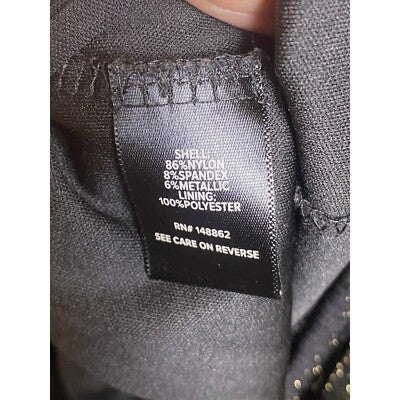 SHELL:
86%NYLON
8%SPANDEX
6%METALLIC
LINING:
100%POLYESTER
RN# 148862
SEE CARE ON REVERSE